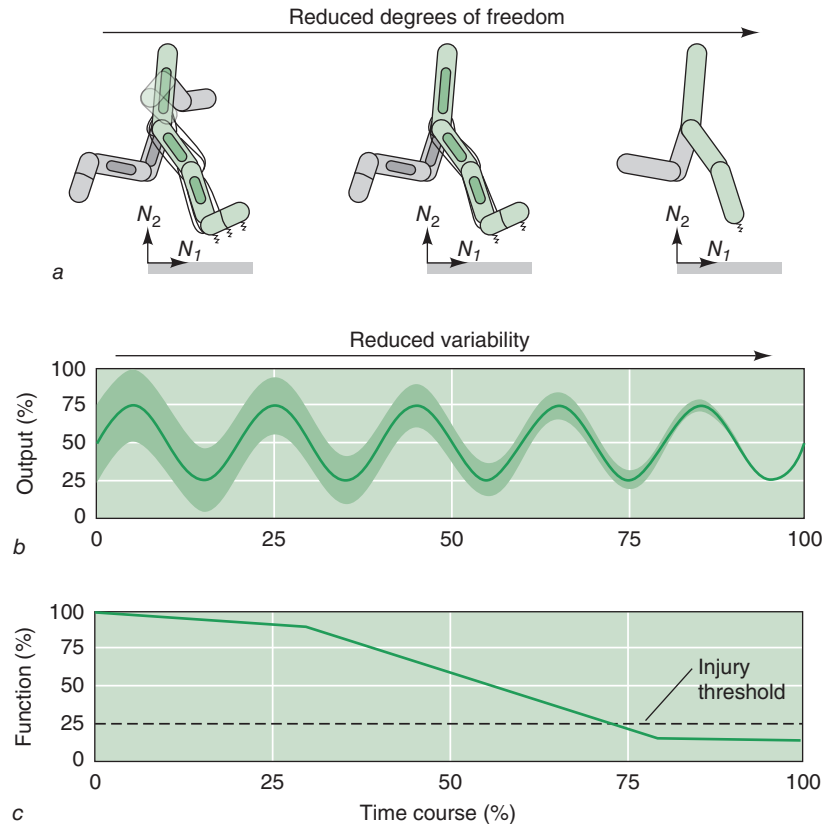 Reduced degrees of freedom
N2 N2 N2
N1 N1 N1
a
Reduced variability
100
75
50
25
0
Output (%)
0 25 50 75 100
b
100
75
50
25
0
Function (%)
Injury
threshold
0 25 50 75 100
c
Time course (%)